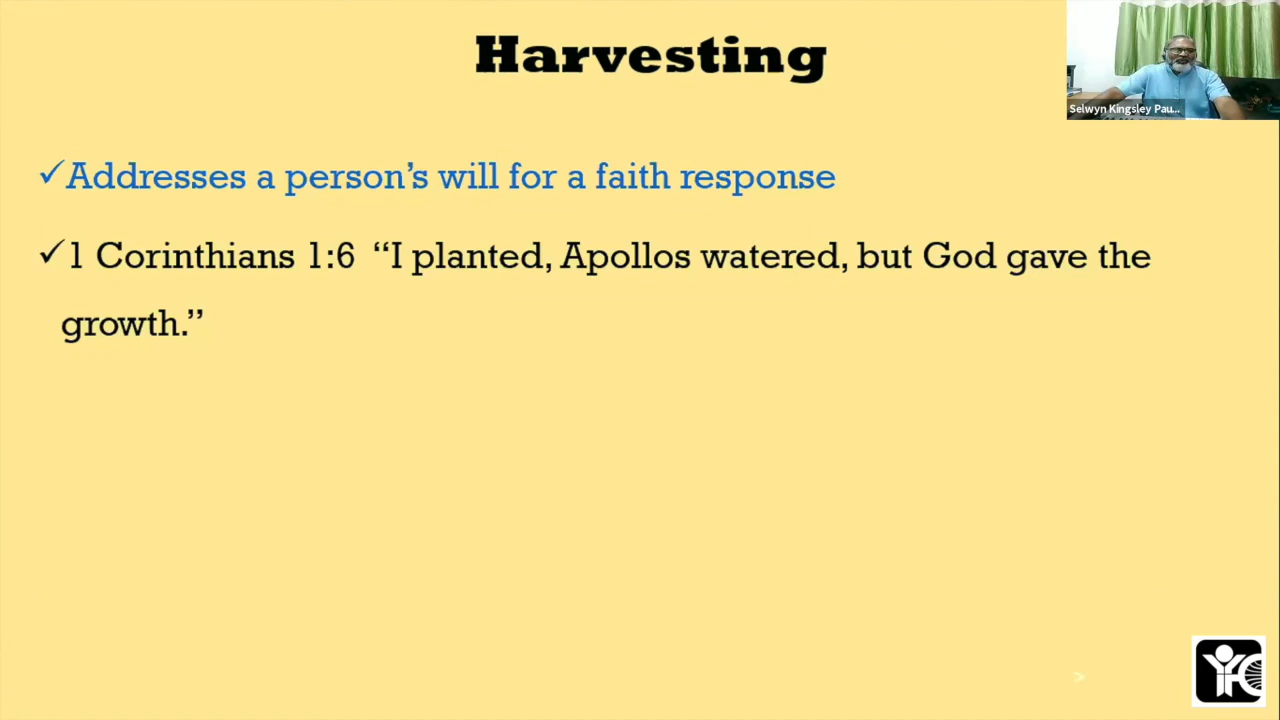 Harvesting
Selwyn Kingsley Pau...
✓Addresses a person’s will for a faith response
✓1 Corinthians 1:6 “I planted, Apollos watered, but God gave the
growth.”
>
YFC